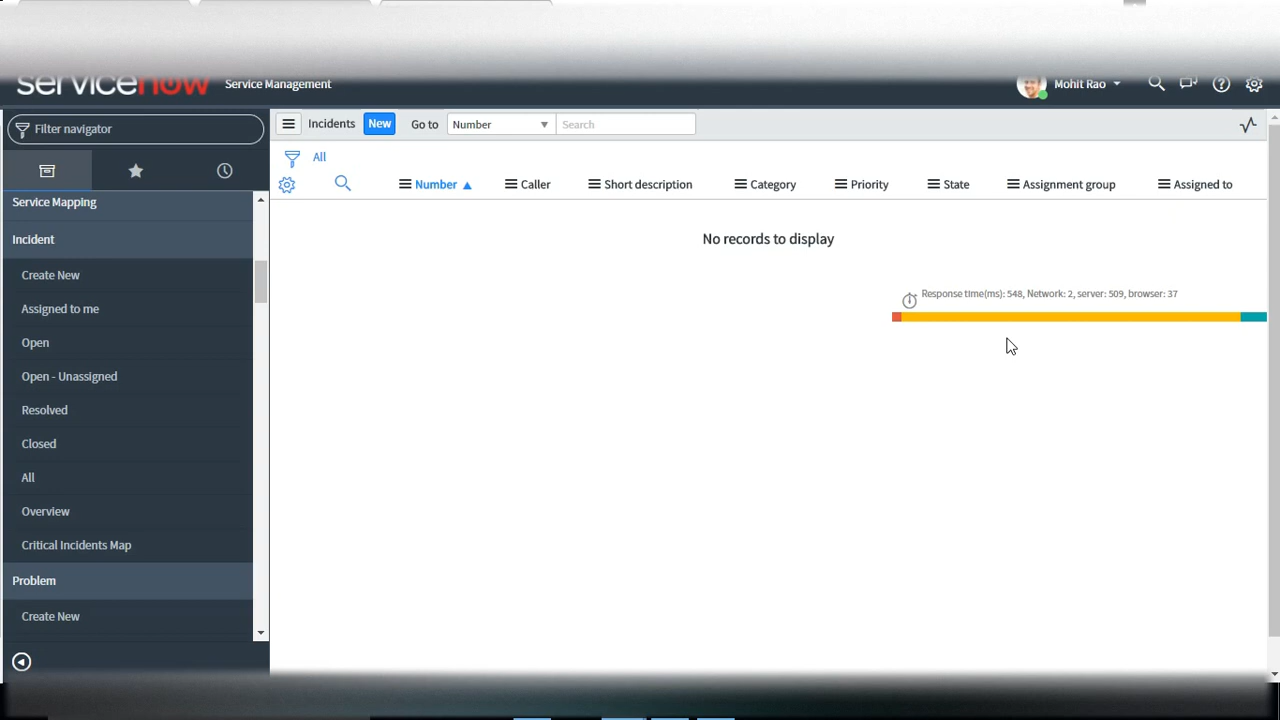 servicenow Service Management Mohit Rao
Filter navigator
Service Mapping
Incident
Create New
Assigned to me
Open
Open - Unassigned
Resolved
Closed
All
Overview
Critical Incidents Map
Problem
Create New
Incidents New Go to Number Search
All
Number Caller Short description Category Priority State Assignment group Assigned to
No records to display
Response time(ms): 548, Network: 2, server: 509, browser: 37